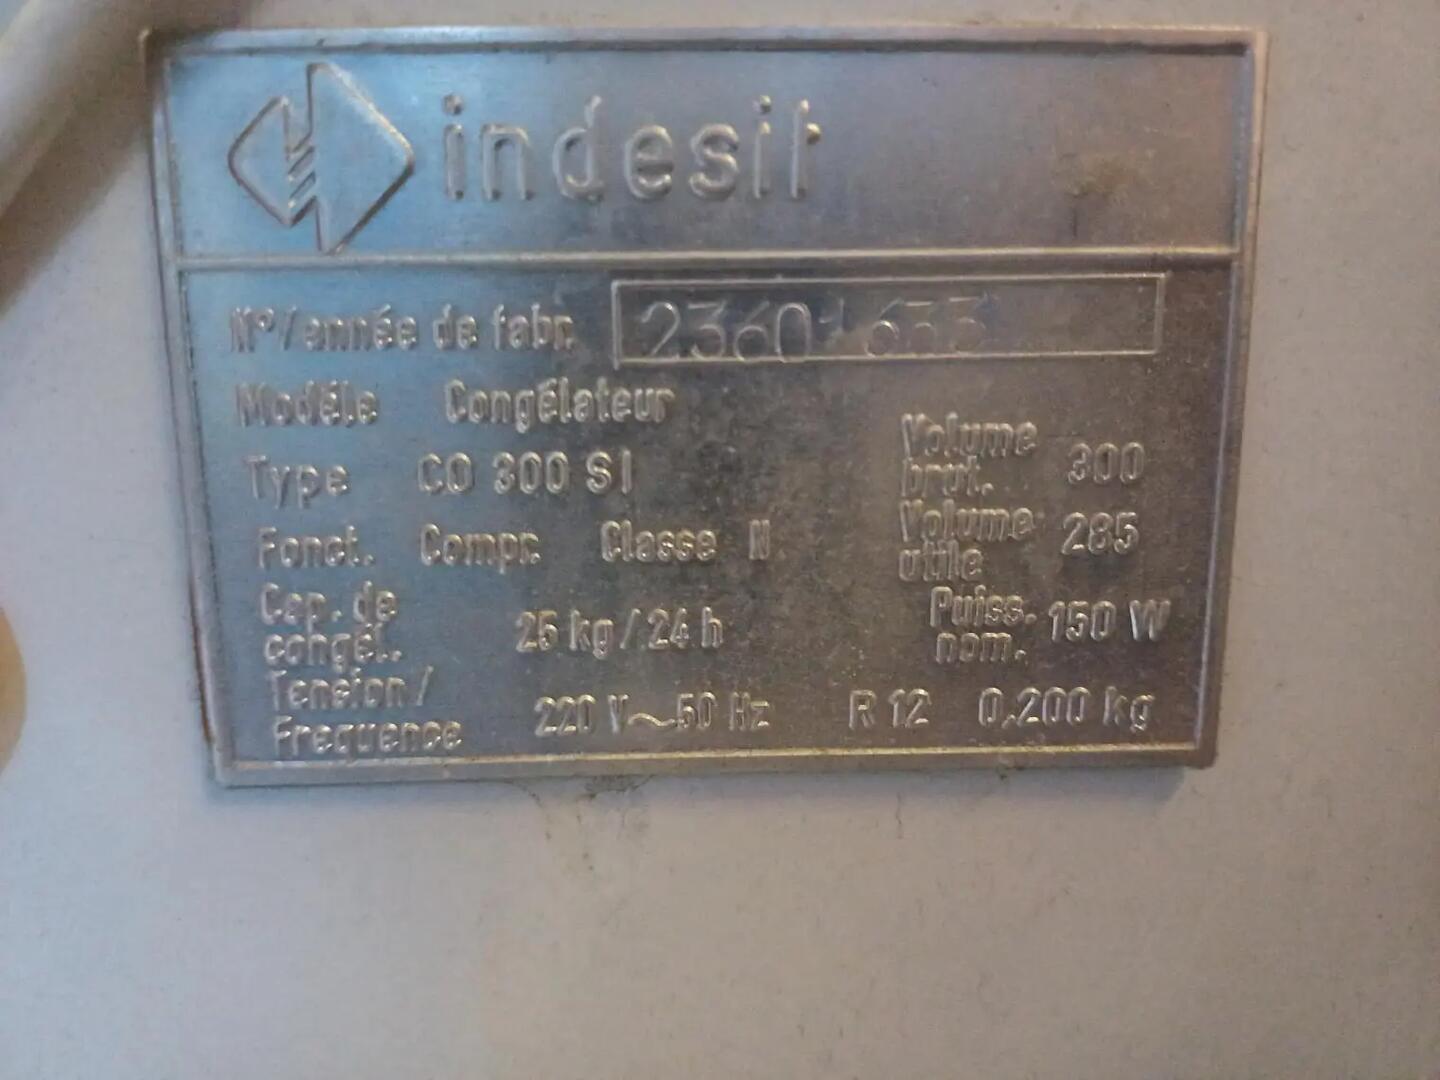 indesit
N°/année de fabr. 23601633
Modéle Congélateur
Type CO 300 SI
Volume brut. 300
Fonct. Compr. Classe N
Volume utile 285
Cap. de congél. 25 kg/24 h
Puiss. nom. 150 W
Tension/ Frequence 220 V~50 Hz R 12 0,200 kg